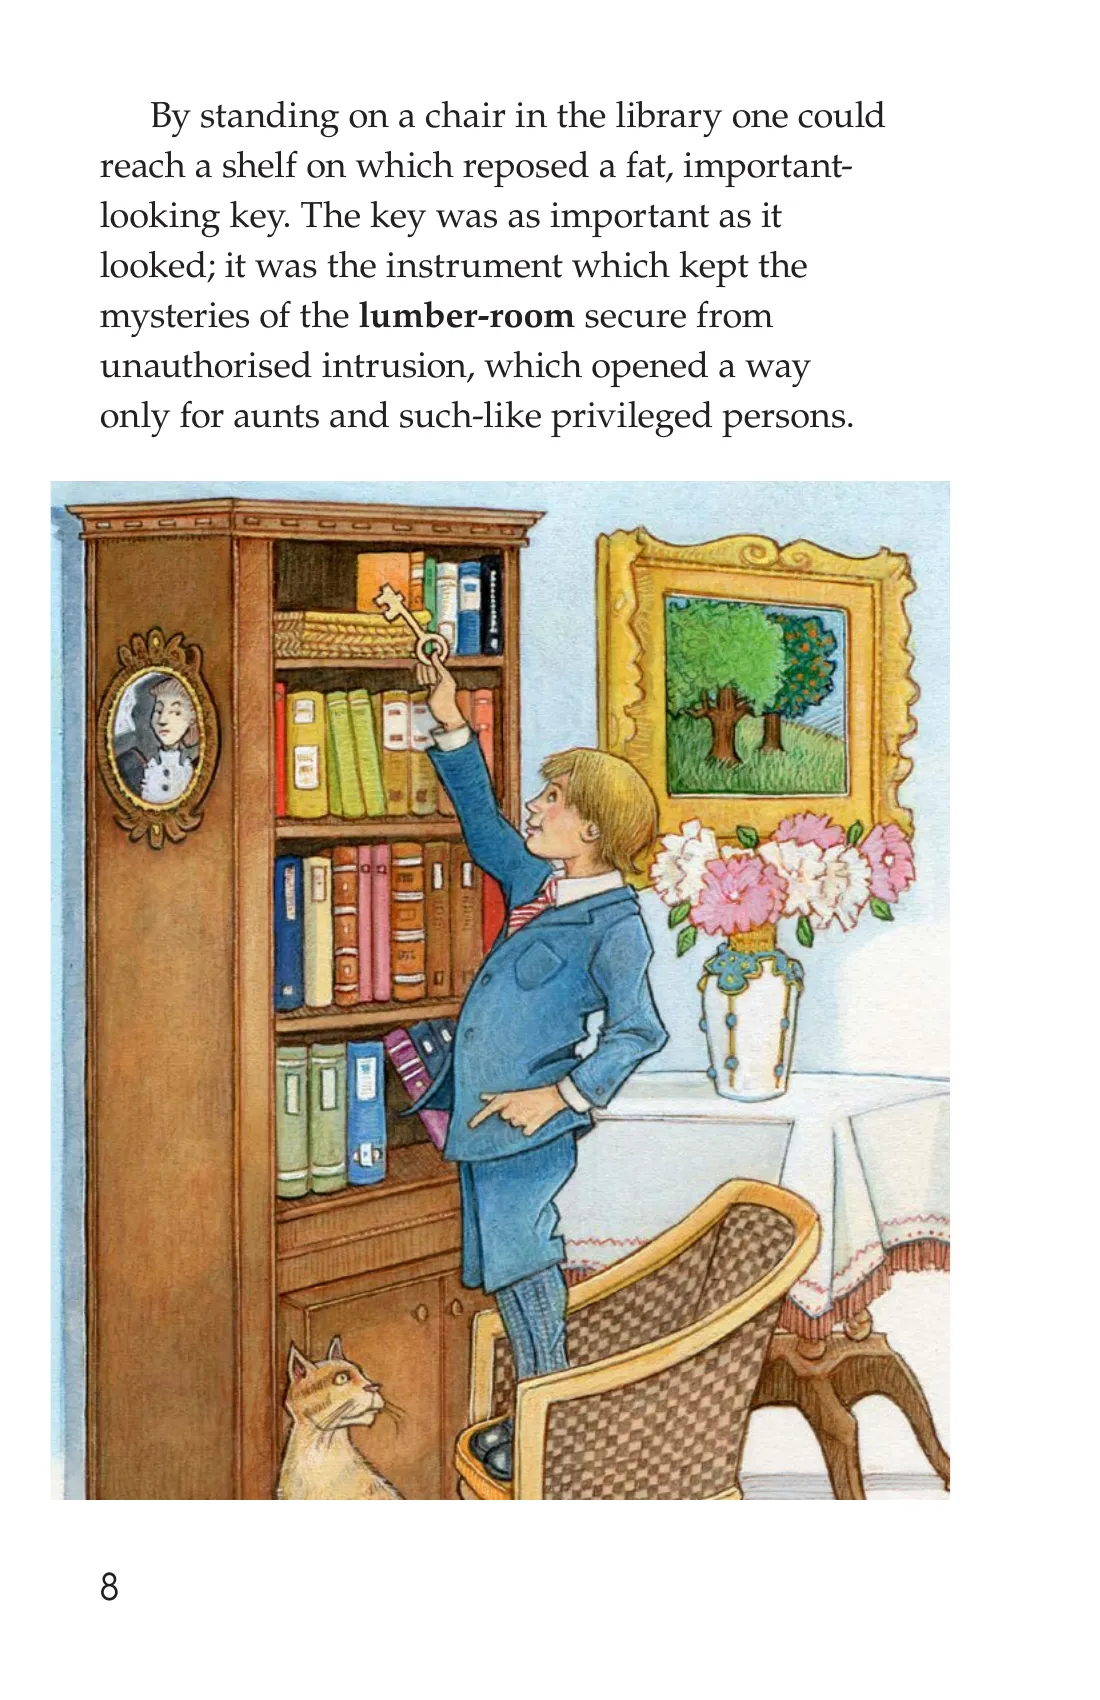 By standing on a chair in the library one could
reach a shelf on which reposed a fat, important-
looking key. The key was as important as it
looked; it was the instrument which kept the
mysteries of the lumber-room secure from
unauthorised intrusion, which opened a way
only for aunts and such-like privileged persons.
8